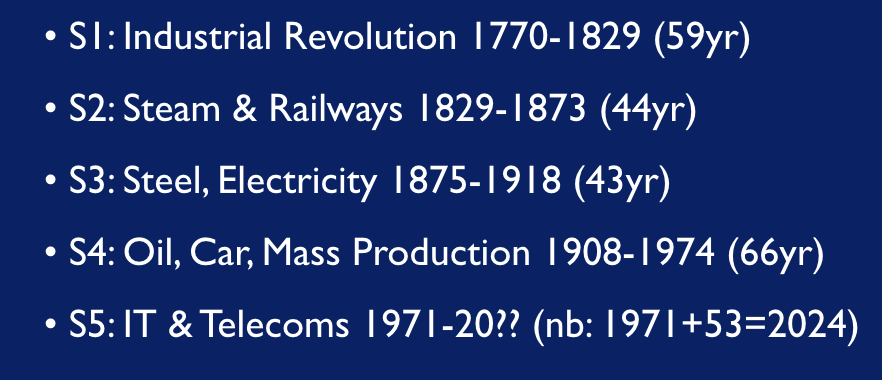 • S1: Industrial Revolution 1770-1829 (59yr)
• S2: Steam & Railways 1829-1873 (44yr)
• S3: Steel, Electricity 1875-1918 (43yr)
• S4: Oil, Car, Mass Production 1908-1974 (66yr)
• S5: IT & Telecoms 1971-20?? (nb: 1971+53=2024)